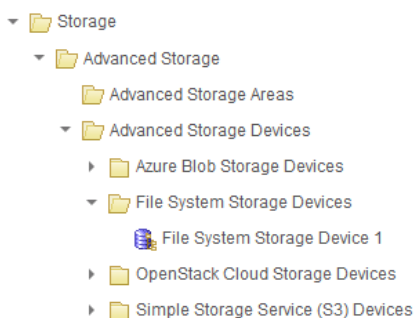 Storage
Advanced Storage
Advanced Storage Areas
Advanced Storage Devices
Azure Blob Storage Devices
File System Storage Devices
File System Storage Device 1
OpenStack Cloud Storage Devices
Simple Storage Service (S3) Devices